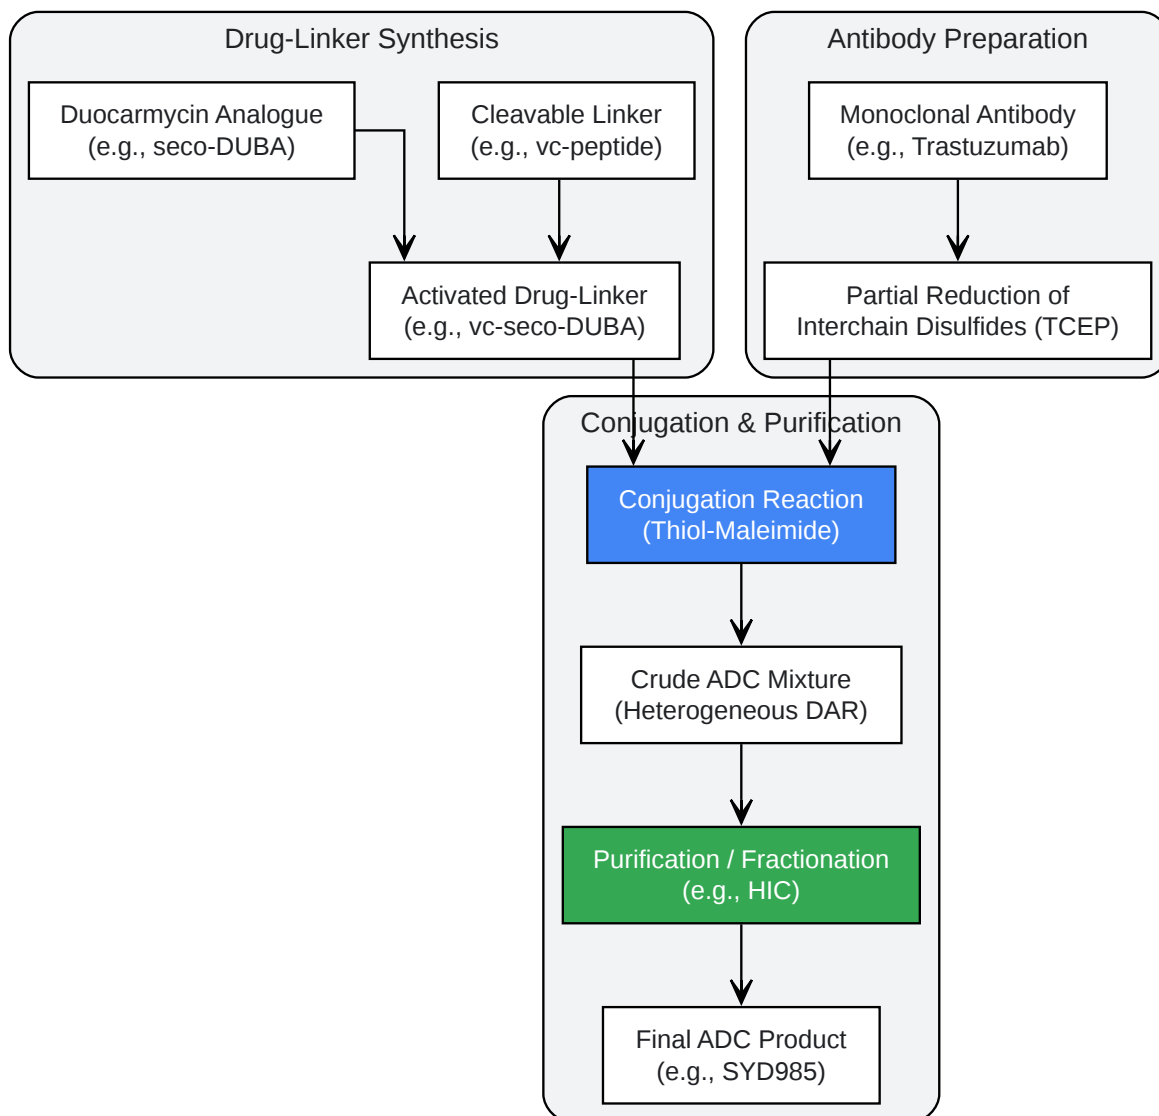 Drug-Linker Synthesis
Duocarmycin Analogue
(e.g., seco-DUBA)
Cleavable Linker
(e.g., vc-peptide)
Activated Drug-Linker
(e.g., vc-seco-DUBA)
Antibody Preparation
Monoclonal Antibody
(e.g., Trastuzumab)
Partial Reduction of
Interchain Disulfides (TCEP)
Conjugation & Purification
Conjugation Reaction
(Thiol-Maleimide)
Crude ADC Mixture
(Heterogeneous DAR)
Purification / Fractionation
(e.g., HIC)
Final ADC Product
(e.g., SYD985)